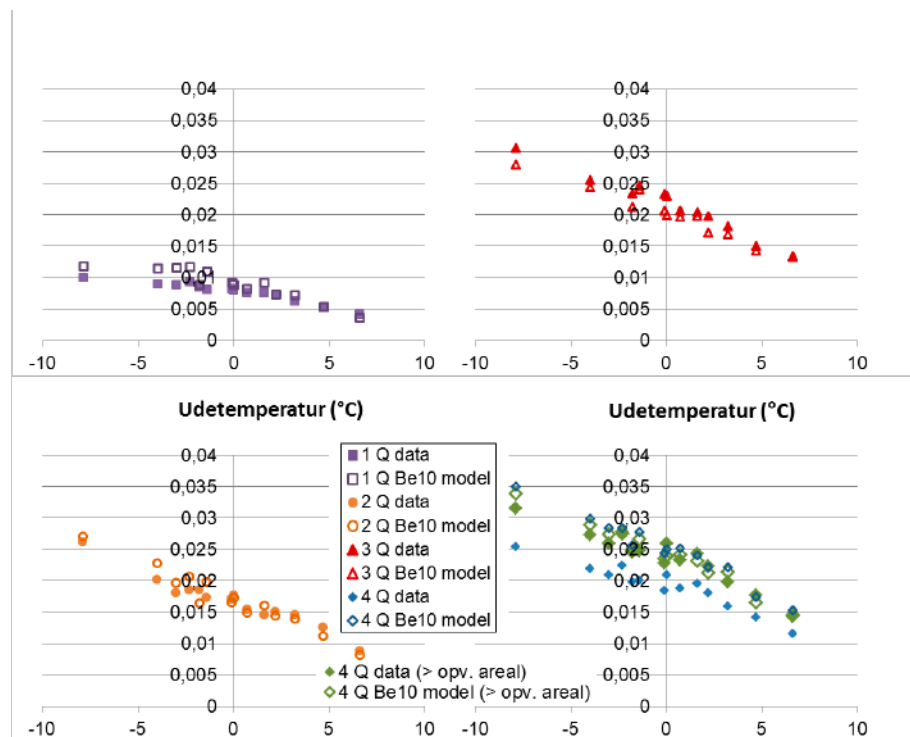 0,04
0,035
0,03
0,025
0,02
0,015
0,01
0,005
0
-10 -5 0 5 10
0,04
0,035
0,03
0,025
0,02
0,015
0,01
0,005
0
-10 -5 0 5 10
Udetemperatur (°C)
Udetemperatur (°C)
0,04
0,035
0,03
0,025
0,02
0,015
0,01
0,005
0
-10 -5 0 5 10
1 Q data
1 Q Be10 model
2 Q data
2 Q Be10 model
3 Q data
3 Q Be10 model
4 Q data
4 Q Be10 model
4 Q data (> opv. areal)
4 Q Be10 model (> opv. areal)
0,04
0,035
0,03
0,025
0,02
0,015
0,01
0,005
0
-10 -5 0 5 10